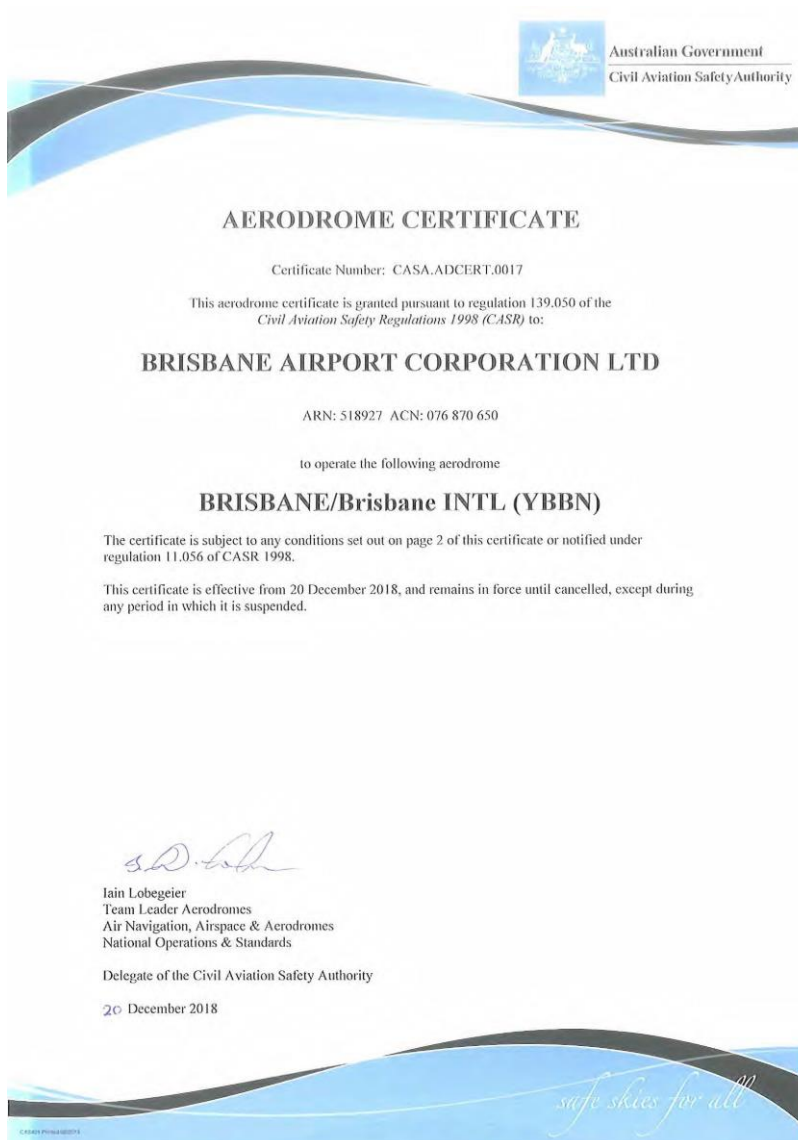 Australian Government
Civil Aviation Safety Authority
AERODROME CERTIFICATE
Certificate Number: CASA.ADCERT.0017
This aerodrome certificate is granted pursuant to regulation 139.050 of the
Civil Aviation Safety Regulations 1998 (CASR) to:
BRISBANE AIRPORT CORPORATION LTD
ARN: 518927 ACN: 076 870 650
to operate the following aerodrome
BRISBANE/Brisbane INTL (YBBN)
The certificate is subject to any conditions set out on page 2 of this certificate or notified under
regulation 11.056 of CASR 1998.
This certificate is effective from 20 December 2018, and remains in force until cancelled, except during
any period in which it is suspended.
Iain Lobegeier
Team Leader Aerodromes
Air Navigation, Airspace & Aerodromes
National Operations & Standards
Delegate of the Civil Aviation Safety Authority
20 December 2018
safe skies for all